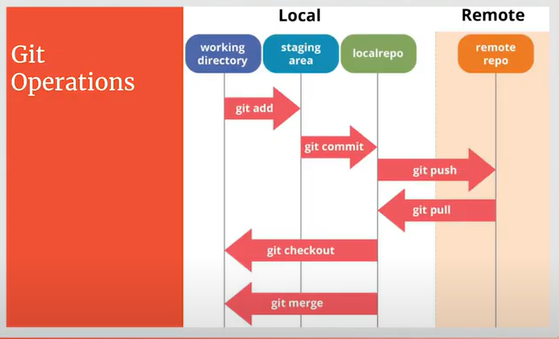 Git
Operations
Local
Remote
working
directory
staging
area
localrepo
remote
repo
git add
git commit
git push
git pull
git checkout
git merge